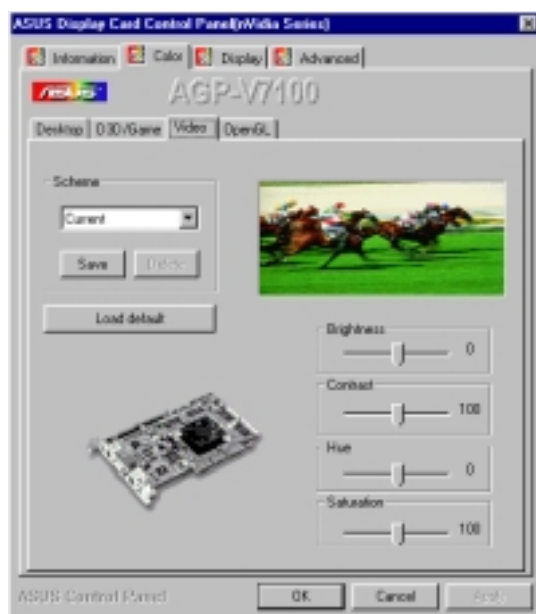 ASUS Display Card Control Panel(nVidia Series)
Information Color Display Advanced
ASUS AGP-V7100
Desktop D3D/Game Video OpenGL
Scheme
Current
Save Delete
Load default
Brightness
0
Contrast
100
Hue
0
Saturation
100
ASUS Control Panel OK Cancel Apply